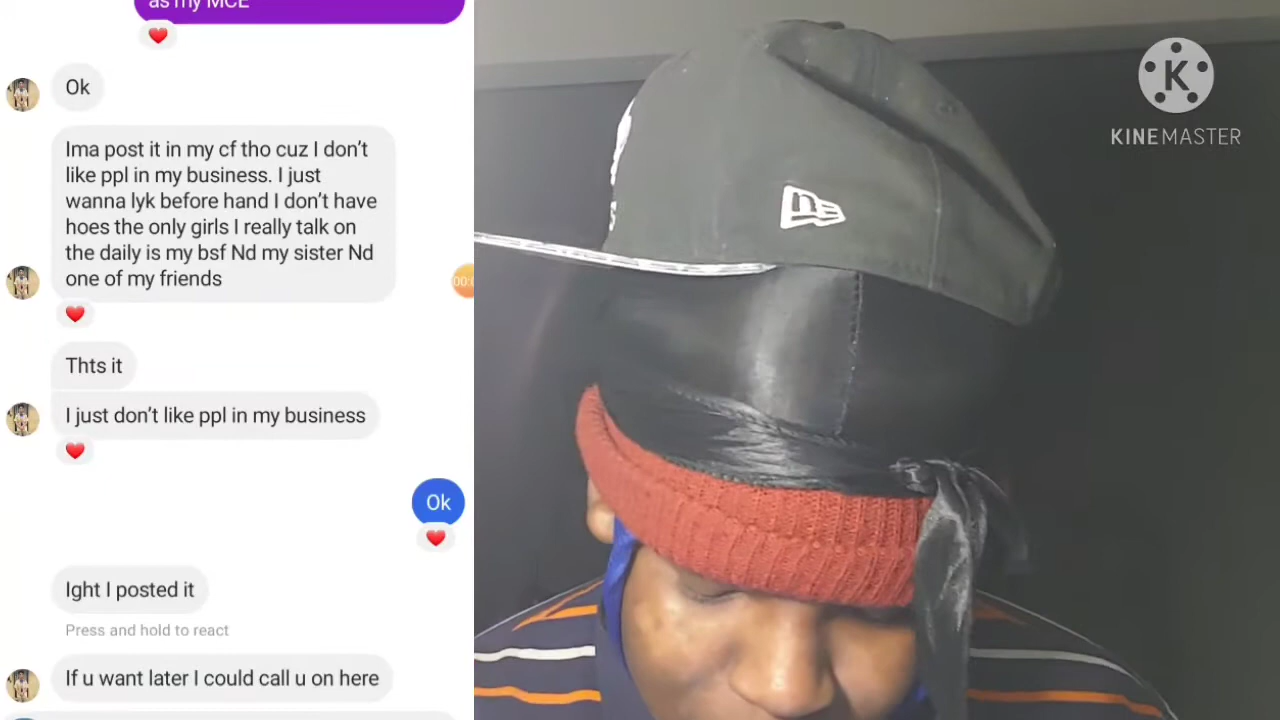 as my MCE
Ok
Ima post it in my cf tho cuz I don't
like ppl in my business. I just
wanna lyk before hand I don't have
hoes the only girls I really talk on
the daily is my bsf Nd my sister Nd
one of my friends
Thts it
I just don't like ppl in my business
Ok
Ight I posted it
Press and hold to react
If u want later I could call u on here
K
KINEMASTER